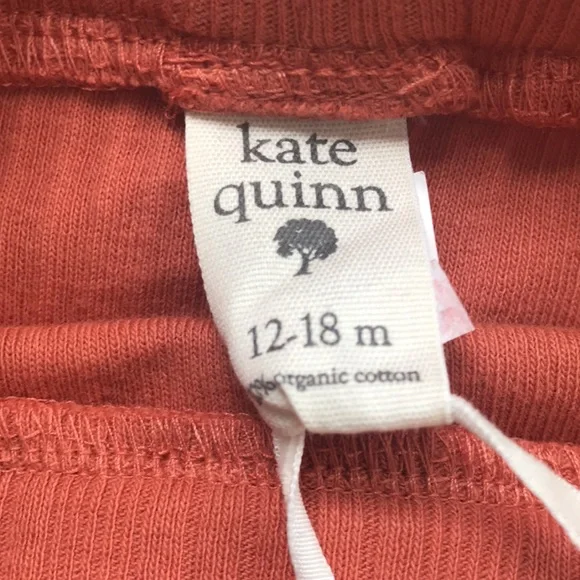 kate
quinn
12-18 m
organic cotton